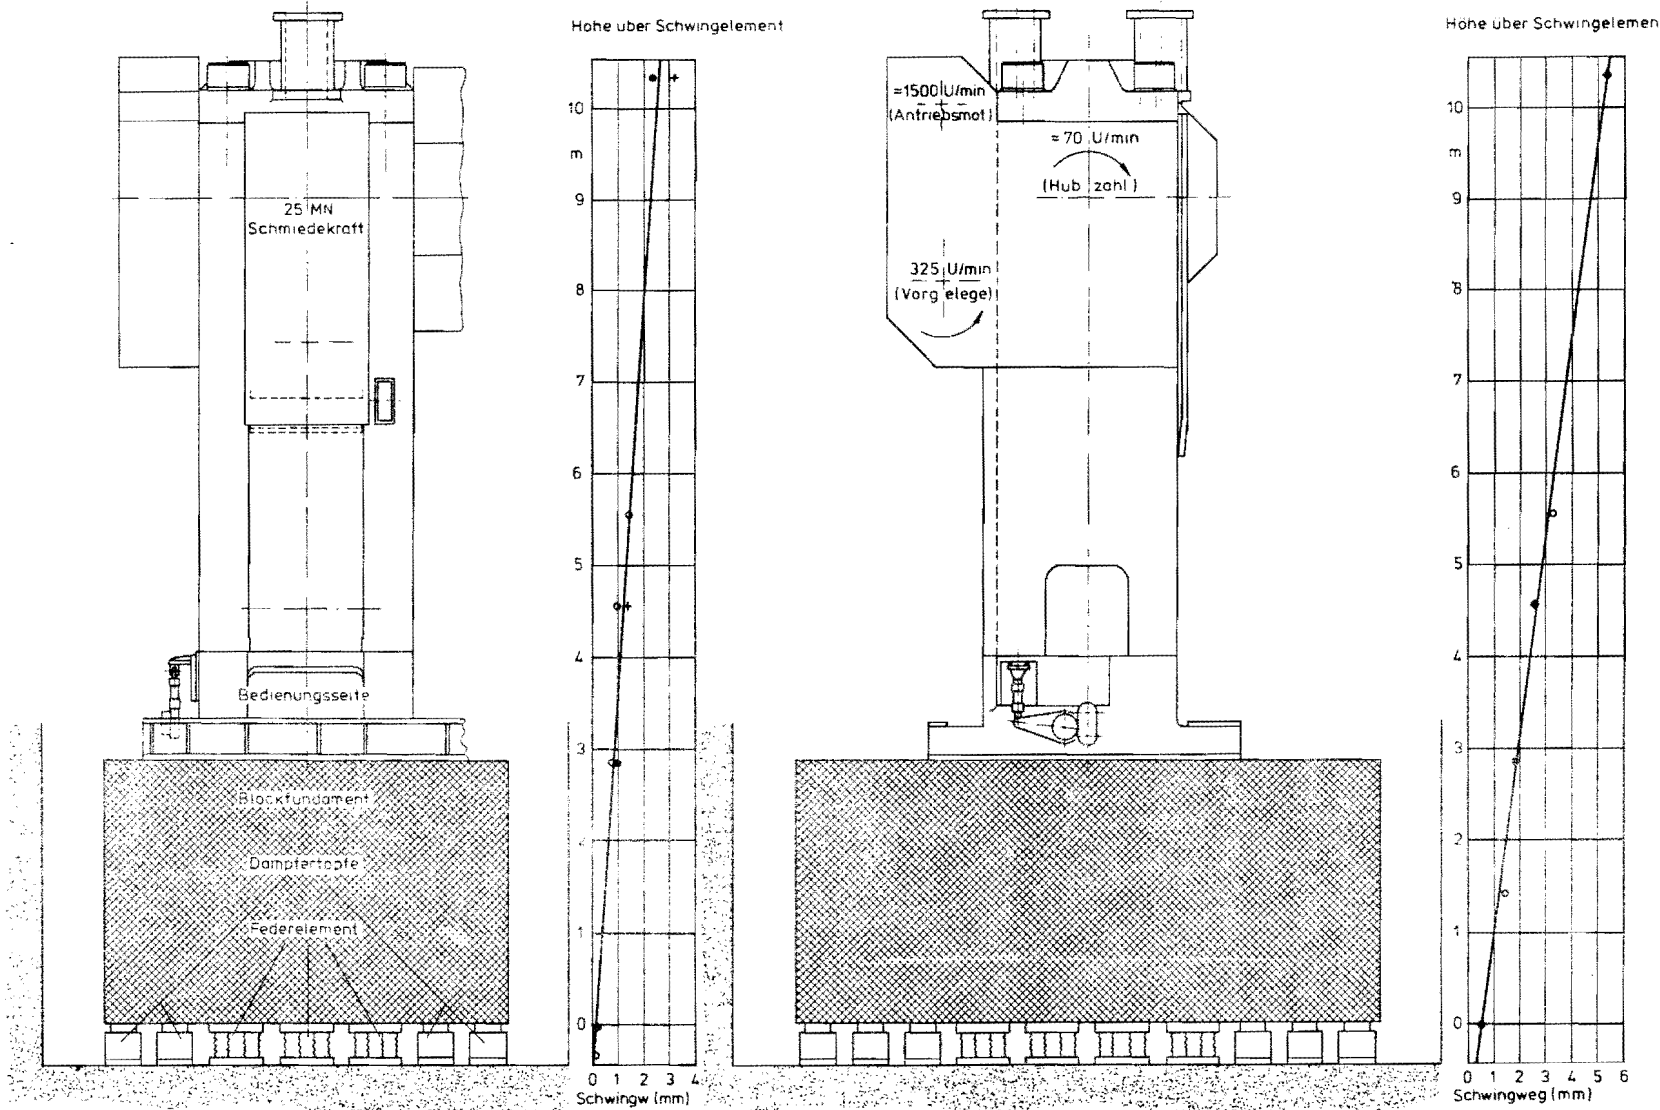 Hohe über Schwingelement
10
m
9
8
7
6
5
4
3
2
1
0
0 1 2 3 4
Schwingw (mm)
25 MN
Schmiedekraft
Bedienungsseite
Blockfundament
Dampfertopfe
Federelement
≈1500 U/min
(Antriebsmot)
≈70 U/min
(Hub zahl)
325 U/min
(Vorg elege)
Höhe über Schwingelemen
10
m
9
8
7
6
5
4
3
2
1
0
0 1 2 3 4 5 6
Schwingweg (mm)